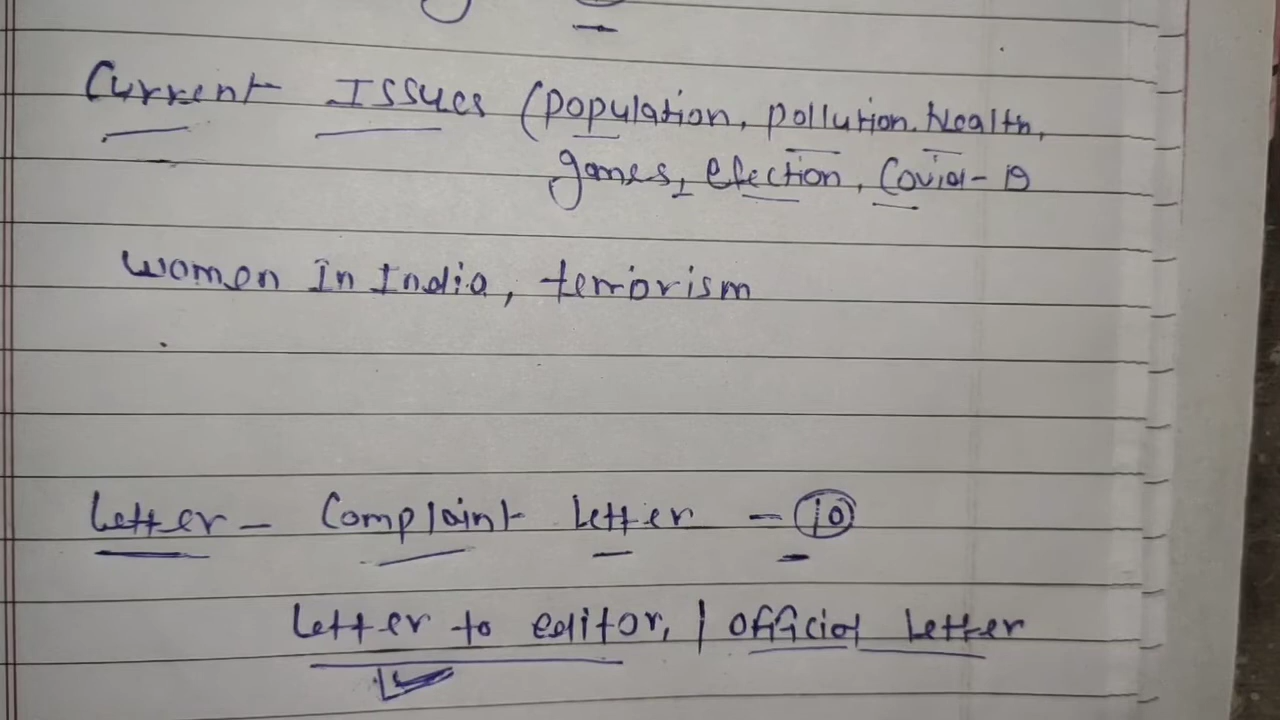 Current Issues (population, pollution, Health,
games, election, Covid-19
women In India, terrorism
Letter - Complaint Letter - 10
Letter to editor, / official Letter